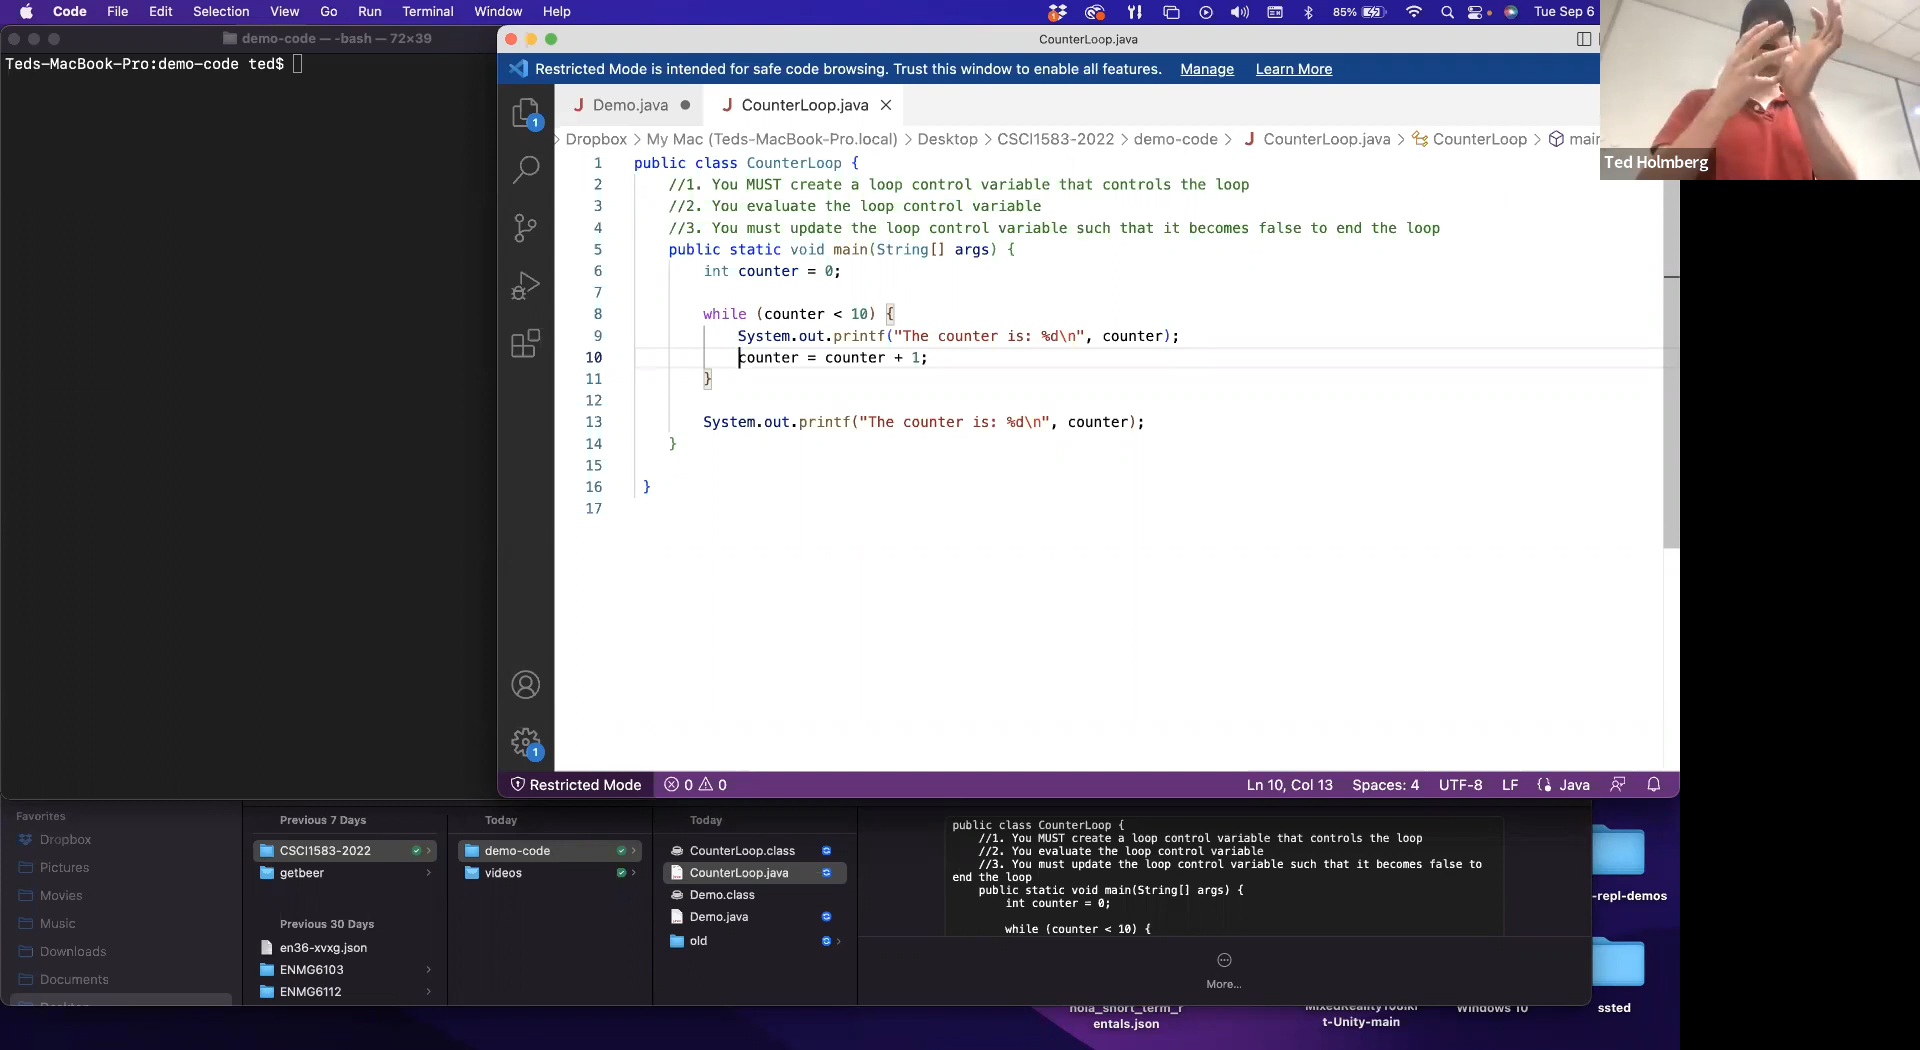 Code File Edit Selection View Go Run Terminal Window Help
85%
Tue Sep 6
demo-code — -bash — 72×39
Teds-MacBook-Pro:demo-code ted$
CounterLoop.java
Restricted Mode is intended for safe code browsing. Trust this window to enable all features. Manage Learn More
Demo.java
CounterLoop.java
Dropbox > My Mac (Teds-MacBook-Pro.local) > Desktop > CSCI1583-2022 > demo-code > J CounterLoop.java > CounterLoop >
Ted Holmberg
1 public class CounterLoop {
2 //1. You MUST create a loop control variable that controls the loop
3 //2. You evaluate the loop control variable
4 //3. You must update the loop control variable such that it becomes false to end the loop
5 public static void main(String[] args) {
6 int counter = 0;
7
8 while (counter < 10) {
9 System.out.printf("The counter is: %d\n", counter);
10 counter = counter + 1;
11 }
12
13 System.out.printf("The counter is: %d\n", counter);
14 }
15
16 }
17
1
1
Restricted Mode
0 0
Ln 10, Col 13 Spaces: 4 UTF-8 LF {} Java
Favorites
Dropbox
Pictures
Movies
Music
Downloads
Documents
Previous 7 Days
CSCI1583-2022
getbeer
Previous 30 Days
en36-xvxg.json
ENMG6103
ENMG6112
Today
demo-code
videos
Today
CounterLoop.class
CounterLoop.java
Demo.class
Demo.java
old
public class CounterLoop {
//1. You MUST create a loop control variable that controls the loop
//2. You evaluate the loop control variable
//3. You must update the loop control variable such that it becomes false to
end the loop
public static void main(String[] args) {
int counter = 0;
while (counter < 10) {
More...
-repl-demos
nola_short_term_r
entals.json
MixedRealityToolki
t-Unity-main
Windows 10
ssted